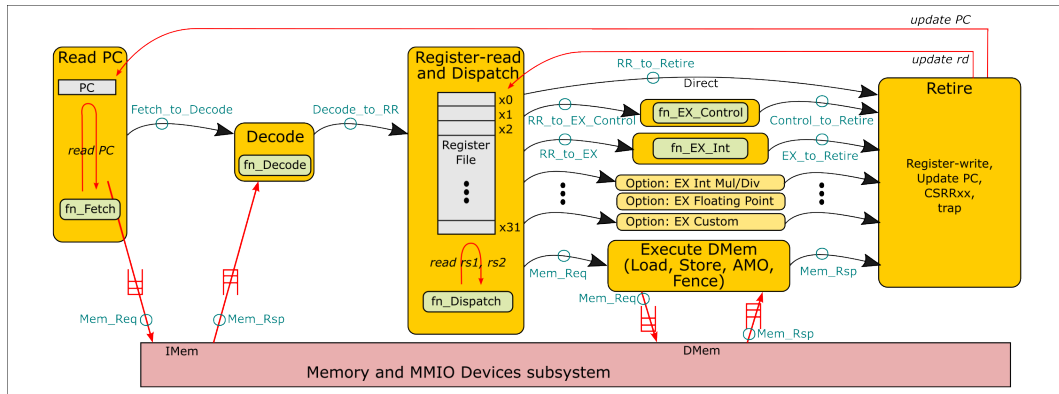 update PC
Read PC
PC
read PC
fn_Fetch
Fetch_to_Decode
Decode
fn_Decode
Decode_to_RR
Register-read
and Dispatch
x0
x1
x2
Register
File
x31
read rs1, rs2
fn_Dispatch
update rd
RR_to_Retire
Direct
RR_to_EX_Control
fn_EX_Control
Control_to_Retire
RR_to_EX
fn_EX_Int
EX_to_Retire
Option: EX Int Mul/Div
Option: EX Floating Point
Option: EX Custom
Mem_Req
Execute DMem
(Load, Store, AMO,
Fence)
Mem_Rsp
Retire
Register-write,
Update PC,
CSRRxx,
trap
Mem_Req
Mem_Rsp
Mem_Req
Mem_Rsp
IMem
DMem
Memory and MMIO Devices subsystem